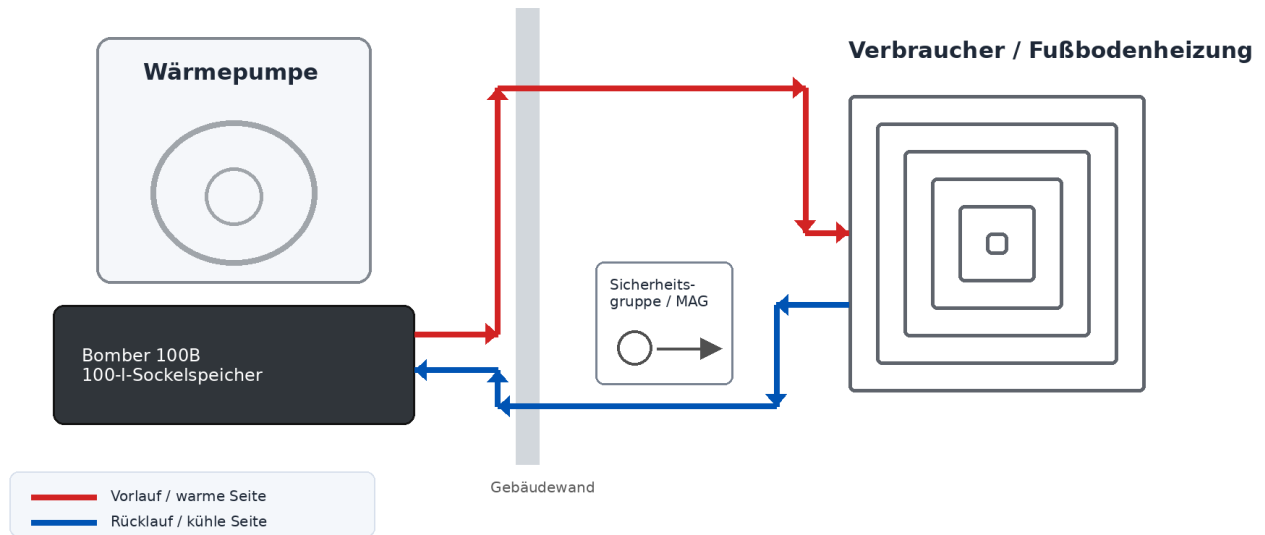 Wärmepumpe
Verbraucher / Fußbodenheizung
Sicherheits-
gruppe / MAG
Bomber 100B
100-l-Sockelspeicher
Gebäudewand
Vorlauf / warme Seite
Rücklauf / kühle Seite